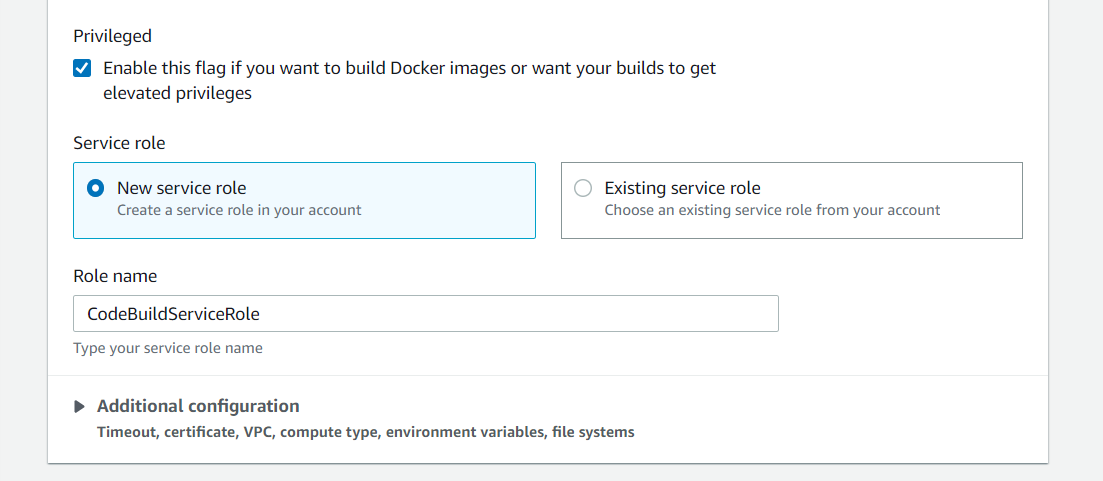 Privileged
Enable this flag if you want to build Docker images or want your builds to get
elevated privileges
Service role
New service role
Create a service role in your account
Existing service role
Choose an existing service role from your account
Role name
CodeBuildServiceRole
Type your service role name
Additional configuration
Timeout, certificate, VPC, compute type, environment variables, file systems